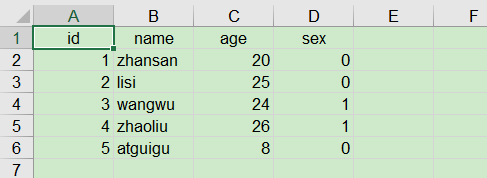 A B C D E F
1 id name age sex
2 1 zhansan 20 0
3 2 lisi 25 0
4 3 wangwu 24 1
5 4 zhaoliu 26 1
6 5 atguigu 8 0
7